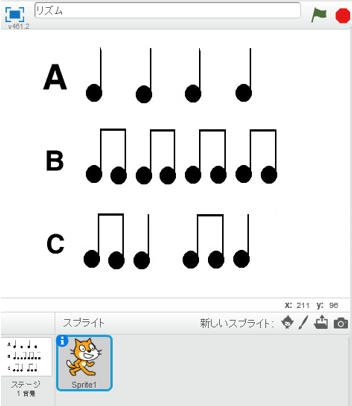 リズム
v461.2
A
B
C
x: 211 y: 96
スプライト
新しいスプライト:
ステージ
1 背景
Sprite1